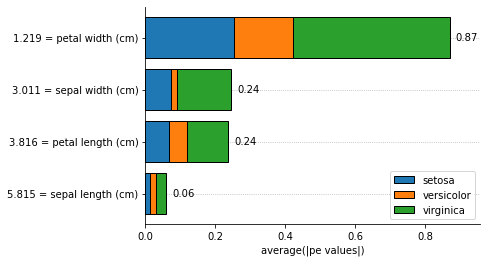 1.219 = petal width (cm)
0.87
3.011 = sepal width (cm)
0.24
3.816 = petal length (cm)
0.24
5.815 = sepal length (cm)
0.06
setosa
versicolor
virginica
0.0 0.2 0.4 0.6 0.8
average(|pe values|)